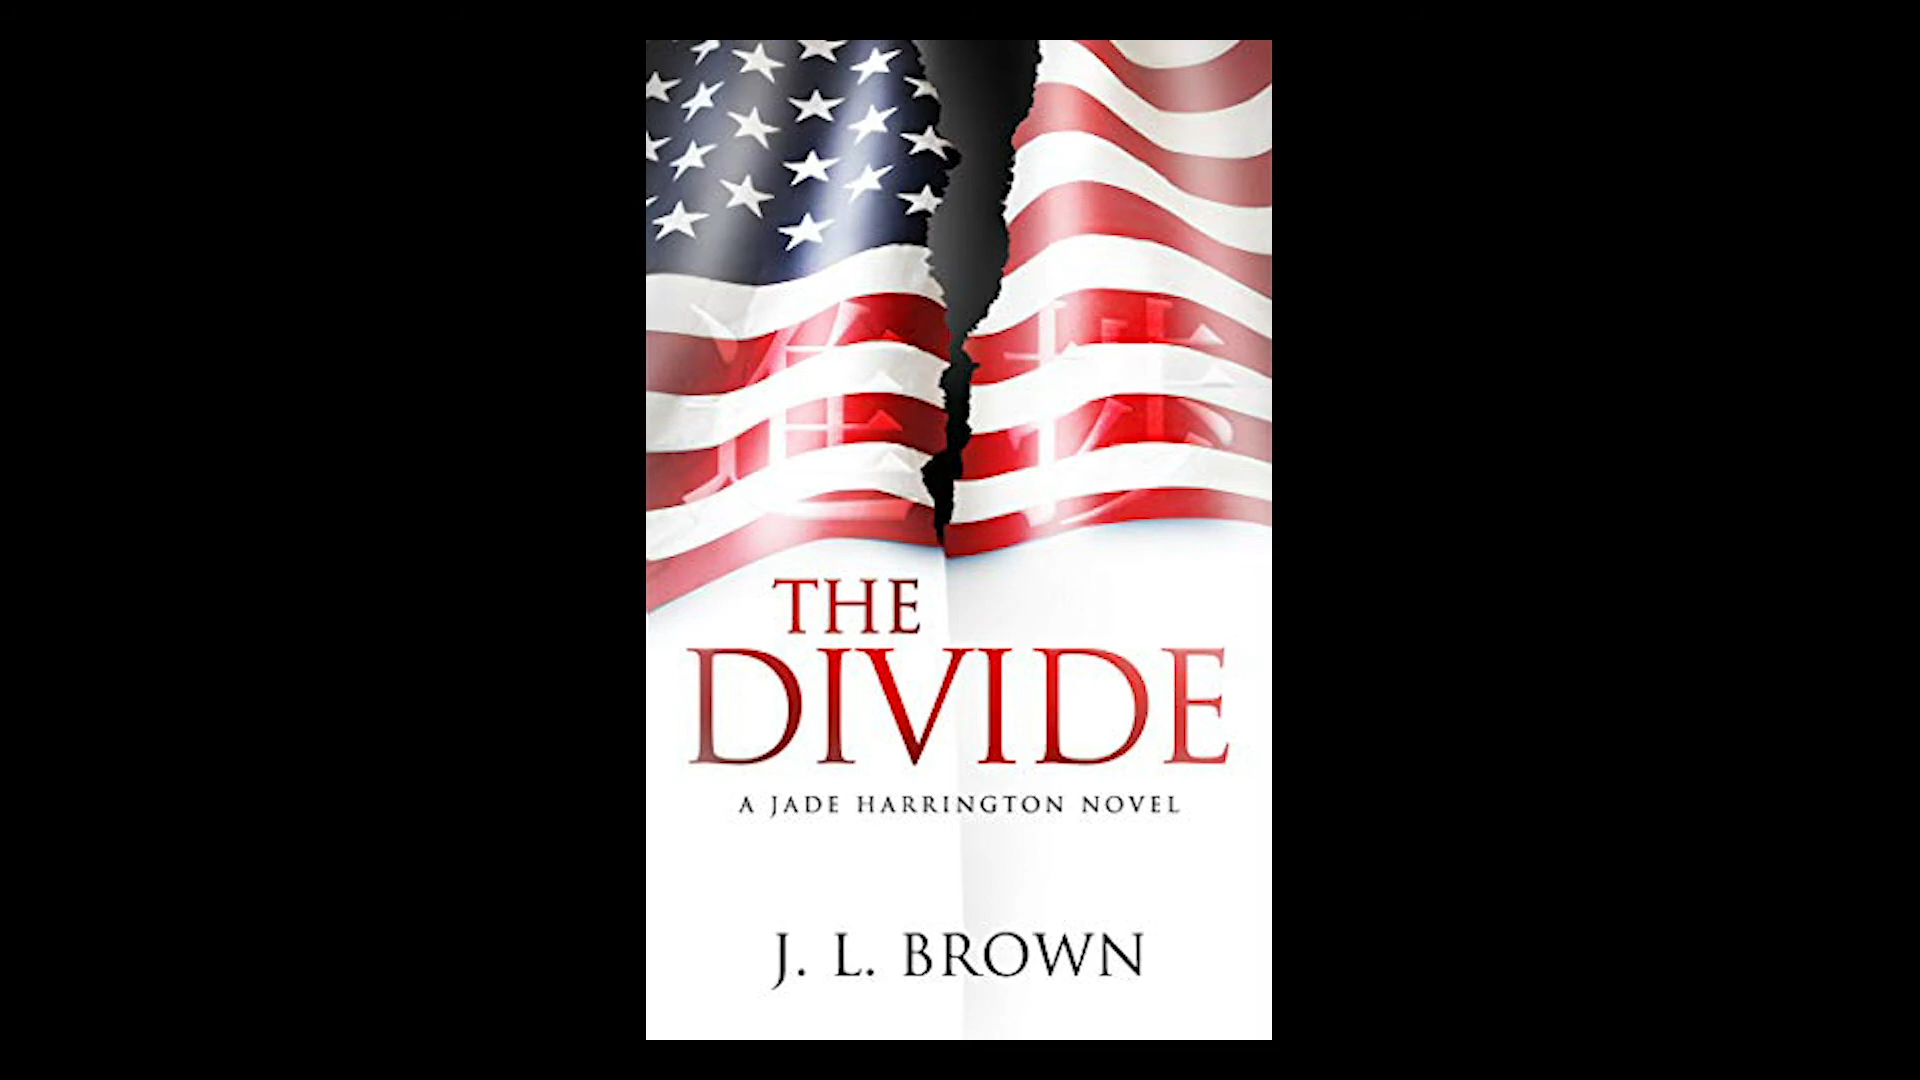 THE
DIVIDE
A JADE HARRINGTON NOVEL
J. L. BROWN